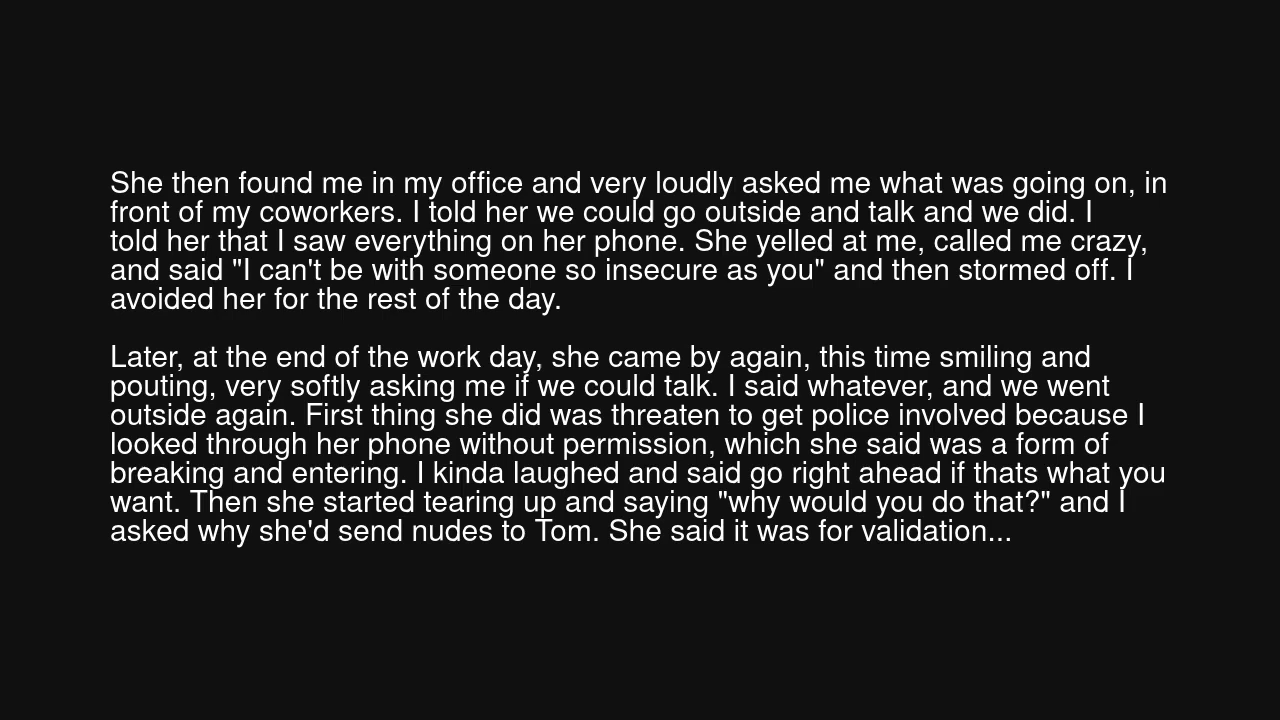 She then found me in my office and very loudly asked me what was going on, in
front of my coworkers. I told her we could go outside and talk and we did. I
told her that I saw everything on her phone. She yelled at me, called me crazy,
and said "I can't be with someone so insecure as you" and then stormed off. I
avoided her for the rest of the day.
Later, at the end of the work day, she came by again, this time smiling and
pouting, very softly asking me if we could talk. I said whatever, and we went
outside again. First thing she did was threaten to get police involved because I
looked through her phone without permission, which she said was a form of
breaking and entering. I kinda laughed and said go right ahead if thats what you
want. Then she started tearing up and saying "why would you do that?" and I
asked why she'd send nudes to Tom. She said it was for validation...